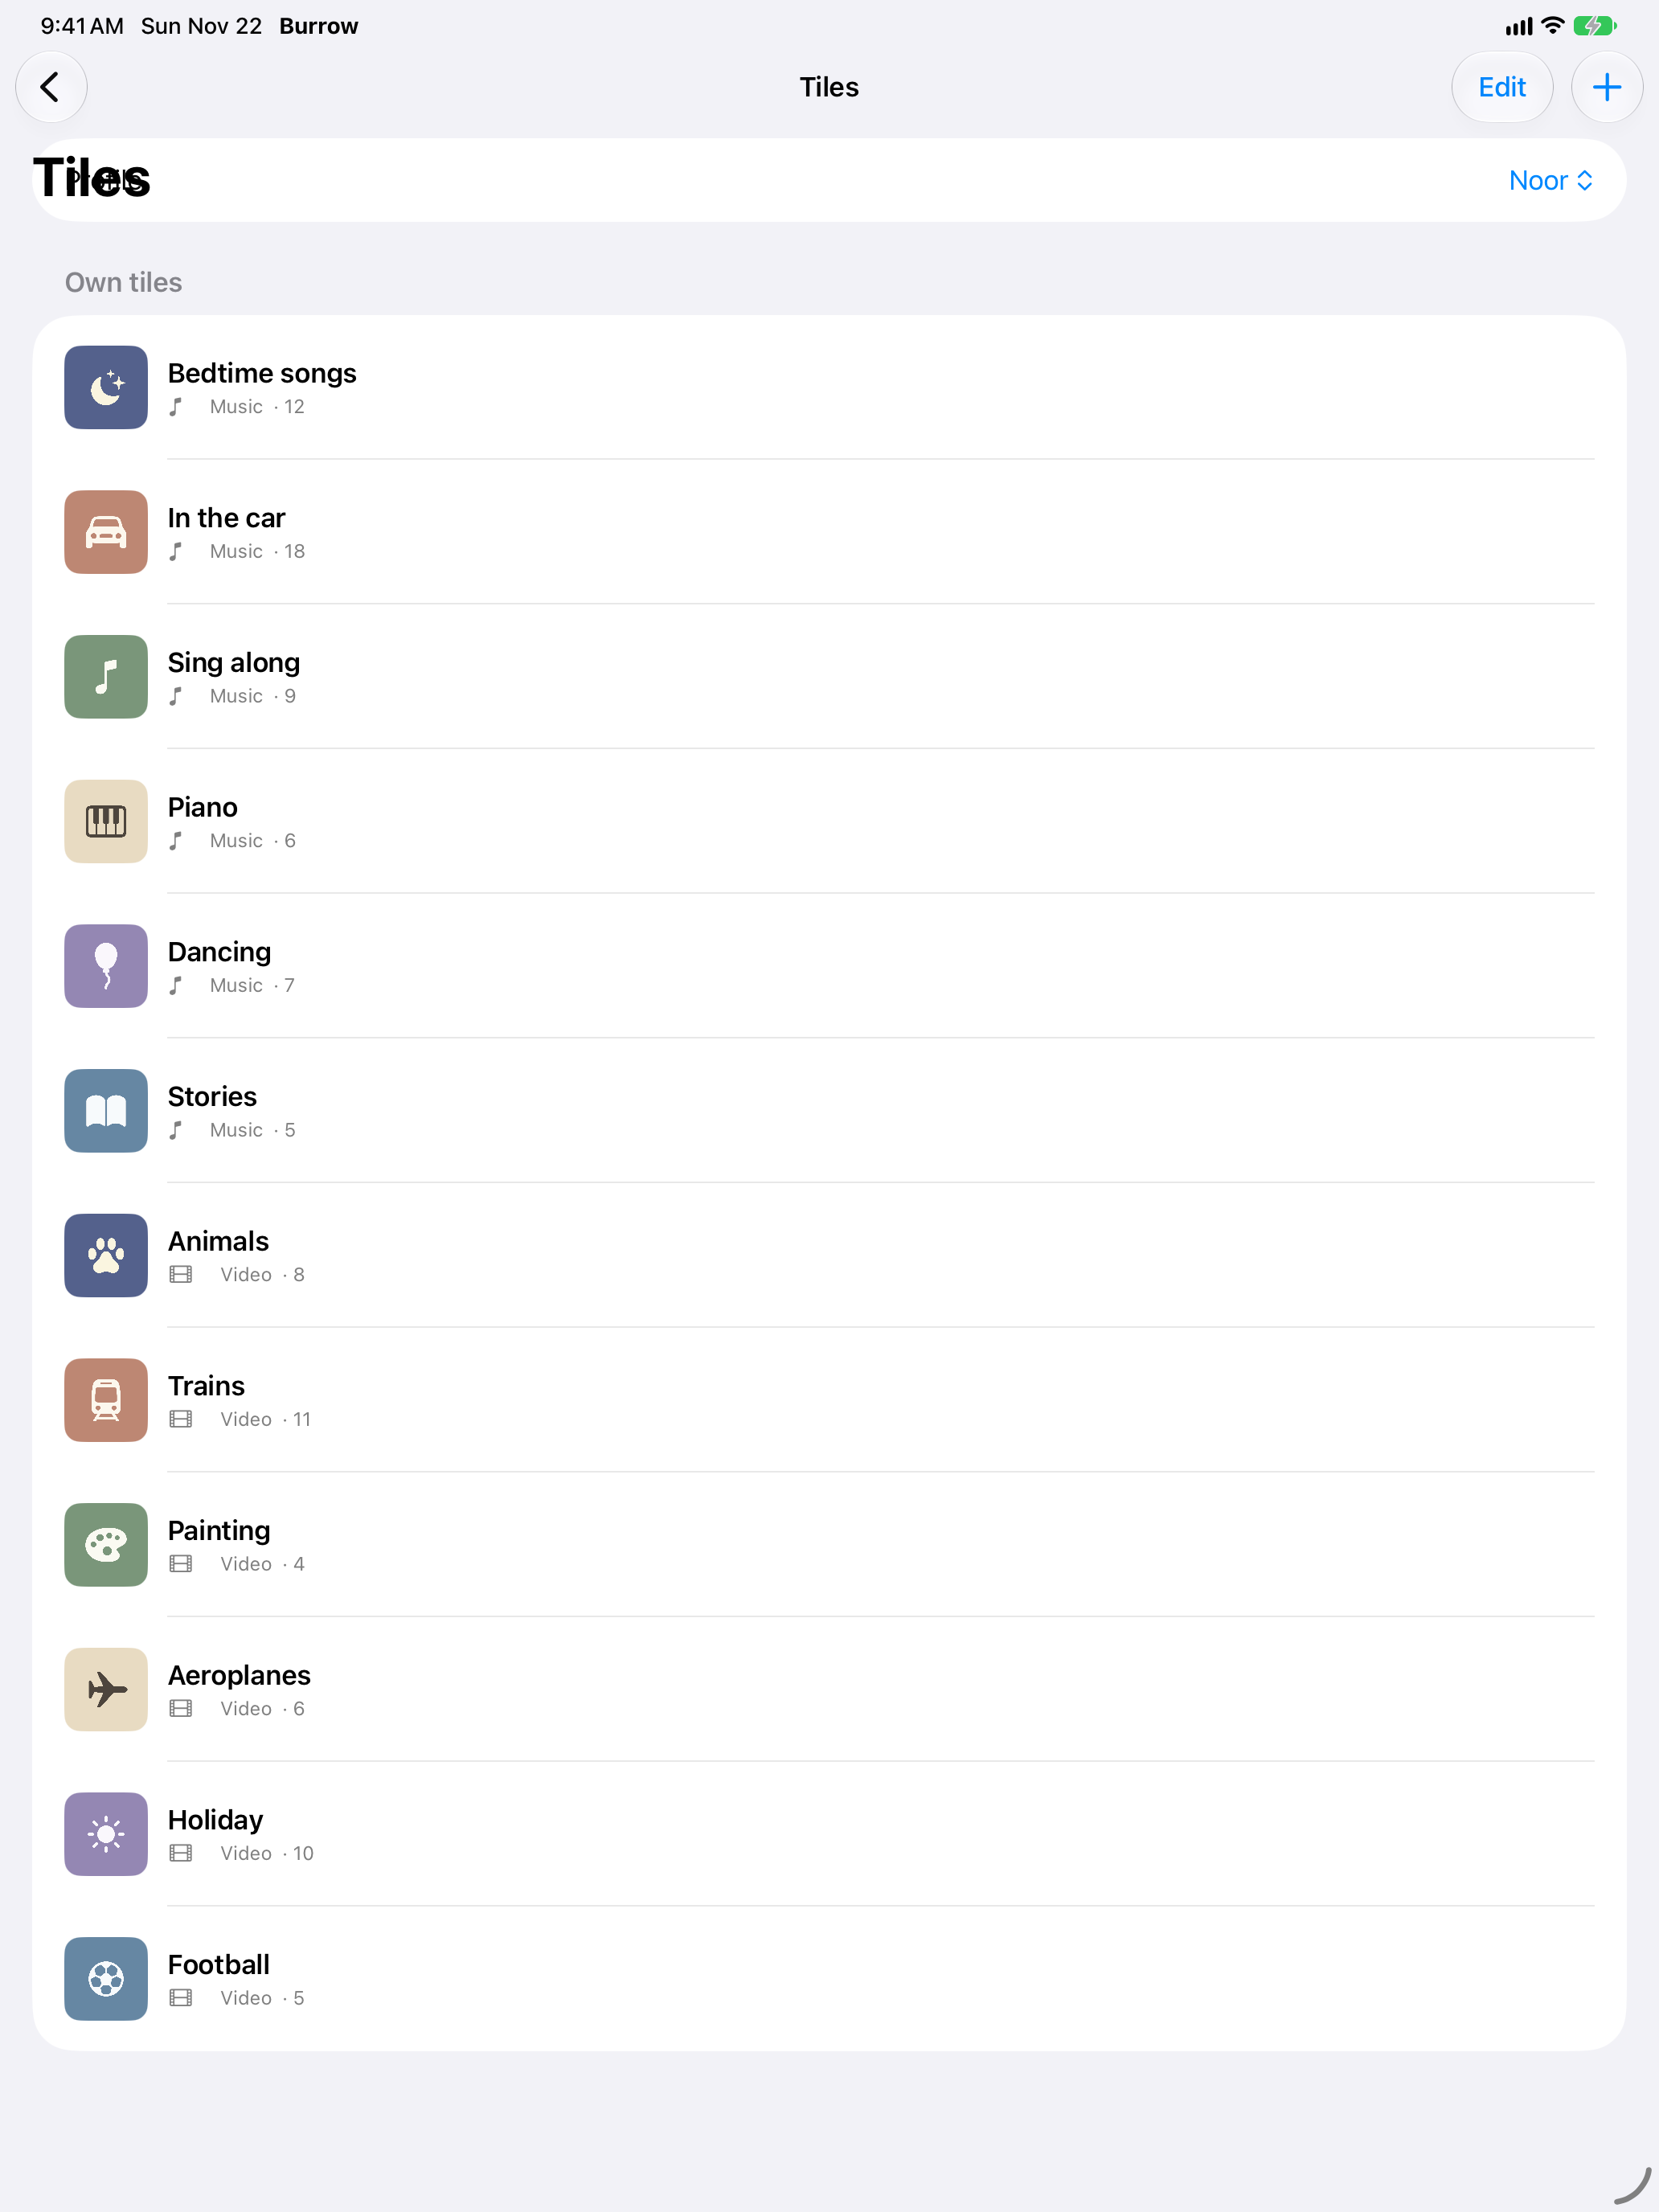 9:41 AM Sun Nov 22 Burrow
Tiles
Edit
Tiles
Profile
Noor
Own tiles
Bedtime songs
Music · 12
In the car
Music · 18
Sing along
Music · 9
Piano
Music · 6
Dancing
Music · 7
Stories
Music · 5
Animals
Video · 8
Trains
Video · 11
Painting
Video · 4
Aeroplanes
Video · 6
Holiday
Video · 10
Football
Video · 5